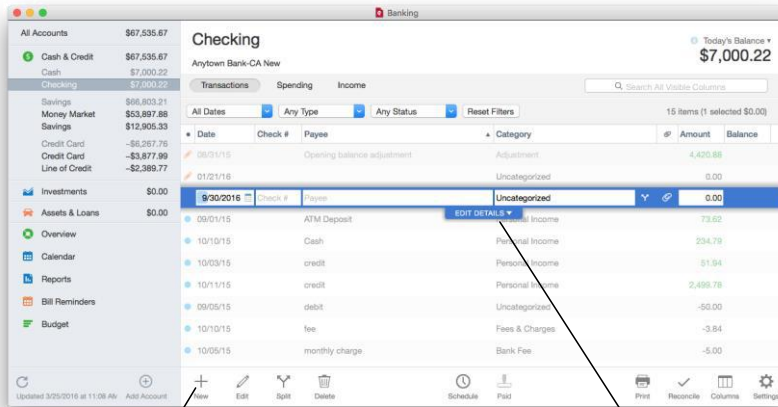 Banking
All Accounts $67,535.67
Cash & Credit $67,535.67
Cash $7,000.22
Checking $7,000.22
Savings $66,803.21
Money Market $53,897.88
Savings $12,905.33
Credit Card -$6,267.76
Credit Card -$3,877.99
Line of Credit -$2,389.77
Investments $0.00
Assets & Loans $0.00
Overview
Calendar
Reports
Bill Reminders
Budget
Updated 3/25/2016 at 11:08 AM Add Account
Checking
Today's Balance
$7,000.22
Anytown Bank-CA New
Transactions Spending Income Search All Visible Columns
All Dates Any Type Any Status Reset Filters 15 items (1 selected $0.00)
Date Check # Payee Category Amount Balance
08/31/15 Opening balance adjustment Adjustment 4,420.88
01/21/16 Uncategorized 0.00
9/30/2016 Check # Payee Uncategorized 0.00
EDIT DETAILS
09/01/15 ATM Deposit Personal Income 73.62
10/10/15 Cash Personal Income 234.79
10/03/15 credit Personal Income 51.94
10/11/15 credit Personal Income 2,499.78
09/05/15 debit Uncategorized -50.00
10/10/15 fee Fees & Charges -3.84
10/05/15 monthly charge Bank Fee -5.00
New Edit Split Delete Schedule Paid Print Reconcile Columns Settings